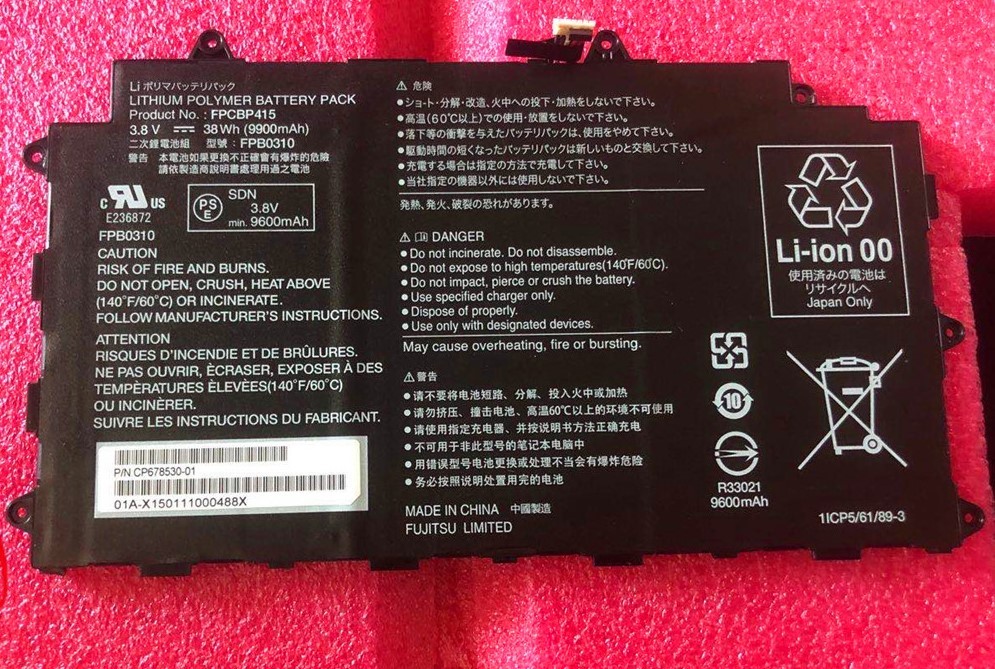 Li ポリマバッテリパック
LITHIUM POLYMER BATTERY PACK
Product No. : FPCBP415
3.8 V ⎓ 38 Wh (9900mAh)
二次鋰電池組 型號 : FPB0310
警告 本電池如果更換不正確會有爆炸的危險
請依製造商說明書處理用過之電池
c RU US
E236872
FPB0310
PS
E
SDN
3.8V
min. 9600mAh
CAUTION
RISK OF FIRE AND BURNS.
DO NOT OPEN, CRUSH, HEAT ABOVE
(140°F/60°C) OR INCINERATE.
FOLLOW MANUFACTURER'S INSTRUCTIONS.
ATTENTION
RISQUES D'INCENDIE ET DE BRÛLURES.
NE PAS OUVRIR, ÈCRASER, EXPOSER À DES
TEMPÈRATURES ÈLEVÈES(140°F/60°C)
OU INCINÈRER.
SUIVRE LES INSTRUCTIONS DU FABRICANT.
P/N CP678530-01
01A-X150111000488X
⚠ 危険
●ショート・分解・改造、火中への投下・加熱をしないで下さい。
●高温(60℃以上)での使用・放置をしないで下さい。
●落下等の衝撃を与えたバッテリパックは、使用をやめて下さい。
●駆動時間の短くなったバッテリパックは新しいものと交換して下さい。
●充電する場合は指定の方法で充電して下さい。
●当社指定の機器以外には使用しないで下さい。
発熱、発火、破裂の恐れがあります。
⚠ DANGER
● Do not incinerate. Do not disassemble.
● Do not expose to high temperatures(140°F/60°C).
● Do not impact, pierce or crush the battery.
● Use specified charger only.
● Dispose of properly.
● Use only with designated devices.
May cause overheating, fire or bursting.
⚠ 警告
● 请不要将电池短路、分解、投入火中或加热
● 请勿挤压、撞击电池、高温60℃以上的环境不可使用
● 请使用指定充电器、并按说明书方法正确充电
● 不可用于非此型号的笔记本电脑中
● 用错误型号电池更换或处理不当会有爆炸危险
● 务必按照说明处置用完的电池
MADE IN CHINA 中國製造
FUJITSU LIMITED
Li-ion 00
使用済みの電池は
リサイクルへ
Japan Only
10
R33021
9600mAh
1ICP5/61/89-3